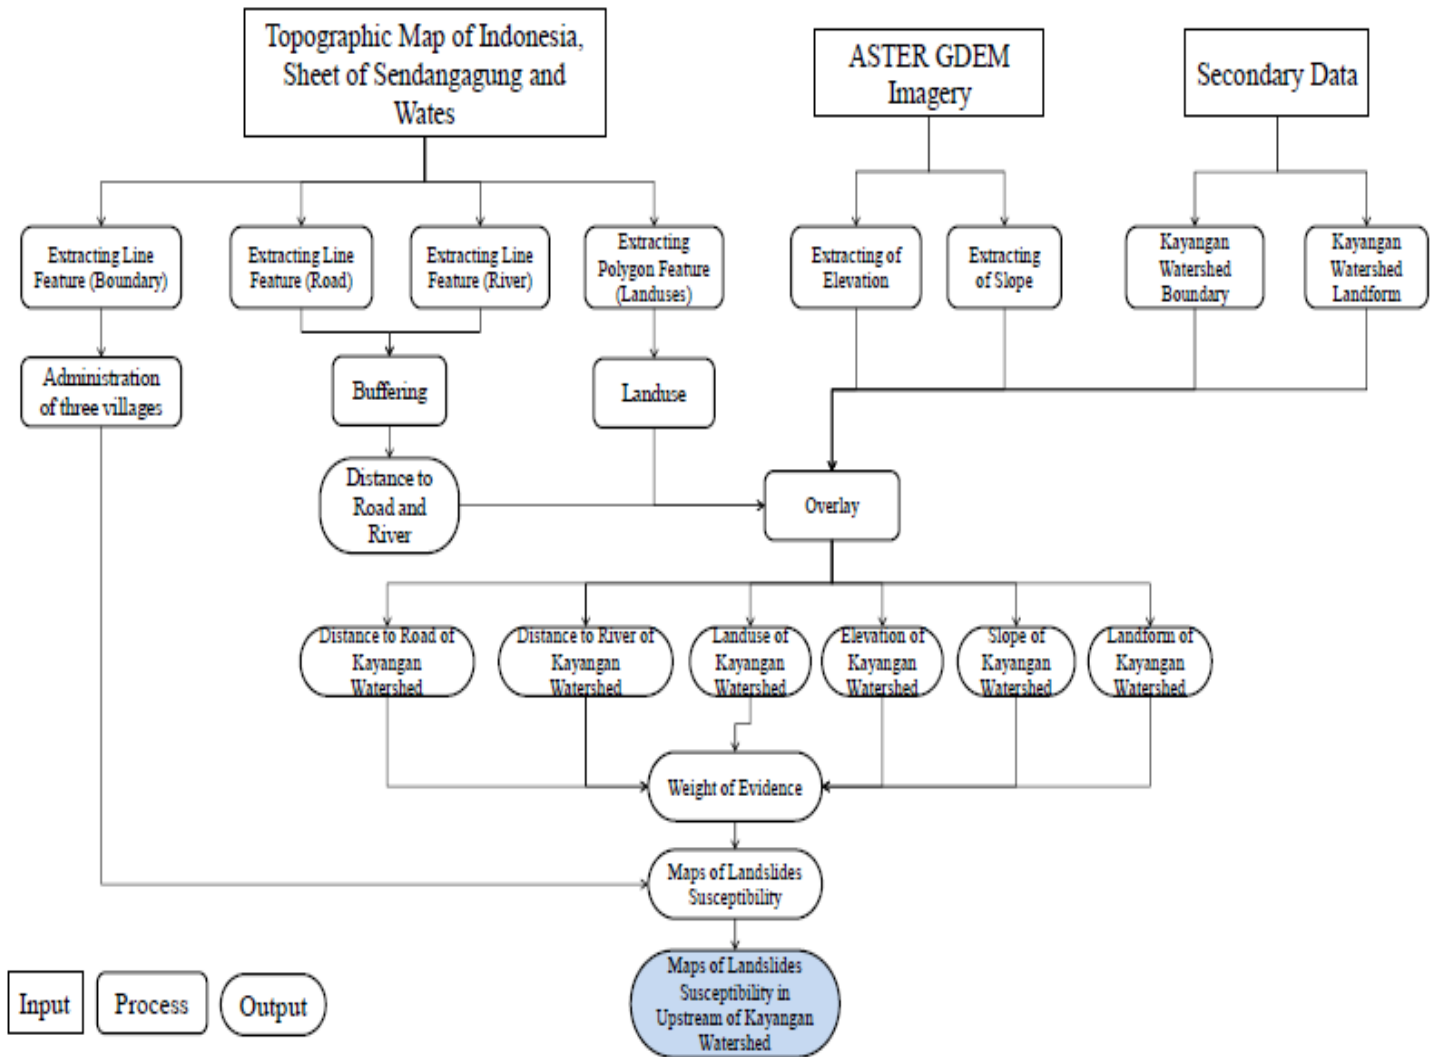 Topographic Map of Indonesia,
Sheet of Sendangagung and
Wates
ASTER GDEM
Imagery
Secondary Data
Extracting Line
Feature (Boundary)
Extracting Line
Feature (Road)
Extracting Line
Feature (River)
Extracting
Polygon Feature
(Landuses)
Extracting of
Elevation
Extracting
of Slope
Kayangan
Watershed
Boundary
Kayangan
Watershed
Landform
Administration
of three villages
Buffering
Landuse
Distance to
Road and
River
Overlay
Distance to Road of
Kayangan
Watershed
Distance to River of
Kayangan
Watershed
Landuse of
Kayangan
Watershed
Elevation of
Kayangan
Watershed
Slope of
Kayangan
Watershed
Landform of
Kayangan
Watershed
Weight of Evidence
Maps of Landslides
Susceptibility
Maps of Landslides
Susceptibility in
Upstream of Kayangan
Watershed
Input
Process
Output